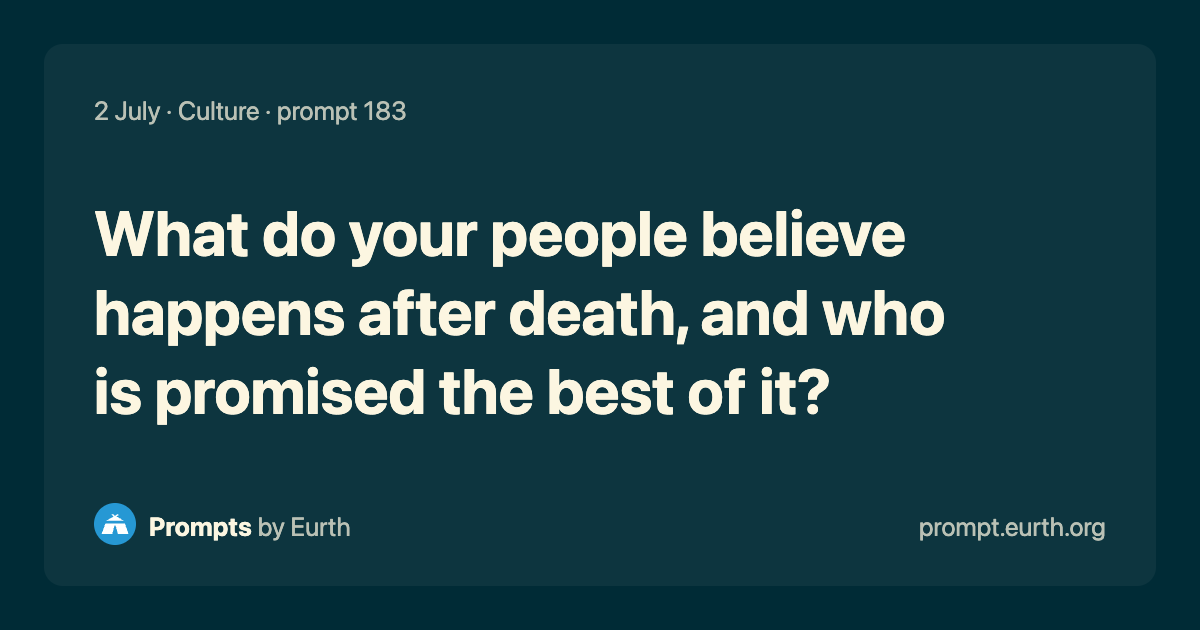 2 July · Culture · prompt 183
What do your people believe
happens after death, and who
is promised the best of it?
Prompts by Eurth
prompt.eurth.org